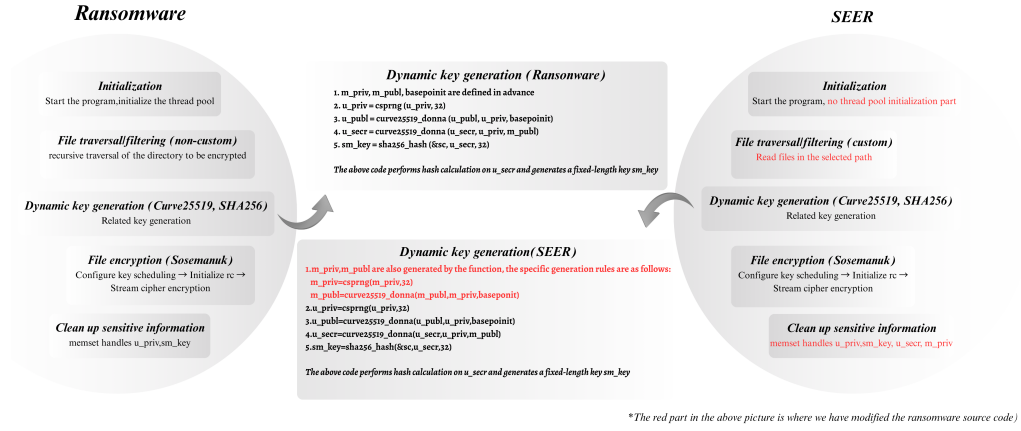 Ransomware
Initialization
Start the program,initialize the thread pool
File traversal/filtering (non-custom)
recursive traversal of the directory to be encrypted
Dynamic key generation (Curve25519, SHA256)
Related key generation
File encryption (Sosemanuk)
Configure key scheduling → Initialize rc →
Stream cipher encryption
Clean up sensitive information
memset handles u_priv,sm_key
Dynamic key generation (Ransonware)
1. m_priv, m_publ, basepoinit are defined in advance
2. u_priv = csprng (u_priv, 32)
3. u_publ = curve25519_donna (u_publ, u_priv, basepoinit)
4. u_secr = curve25519_donna (u_secr, u_priv, m_publ)
5. sm_key = sha256_hash (&sc, u_secr, 32)
The above code performs hash calculation on u_secr and generates a fixed-length key sm_key
Dynamic key generation(SEER)
1.m_priv,m_publ are also generated by the function, the specific generation rules are as follows:
m_priv=csprng(m_priv,32)
m_publ=curve25519_donna(m_publ,m_priv,baseponit)
2.u_priv=csprng(u_priv,32)
3.u_publ=curve25519_donna(u_publ,u_priv,basepoinit)
4.u_secr=curve25519_donna(u_secr,u_priv,m_publ)
5.sm_key=sha256_hash(&sc,u_secr,32)
The above code performs hash calculation on u_secr and generates a fixed-length key sm_key
SEER
Initialization
Start the program, no thread pool initialization part
File traversal/filtering (custom)
Read files in the selected path
Dynamic key generation (Curve25519, SHA256)
Related key generation
File encryption (Sosemanuk)
Configure key scheduling → Initialize rc →
Stream cipher encryption
Clean up sensitive information
memset handles u_priv,sm_key, u_secr, m_priv
*The red part in the above picture is where we have modified the ransomware source code)